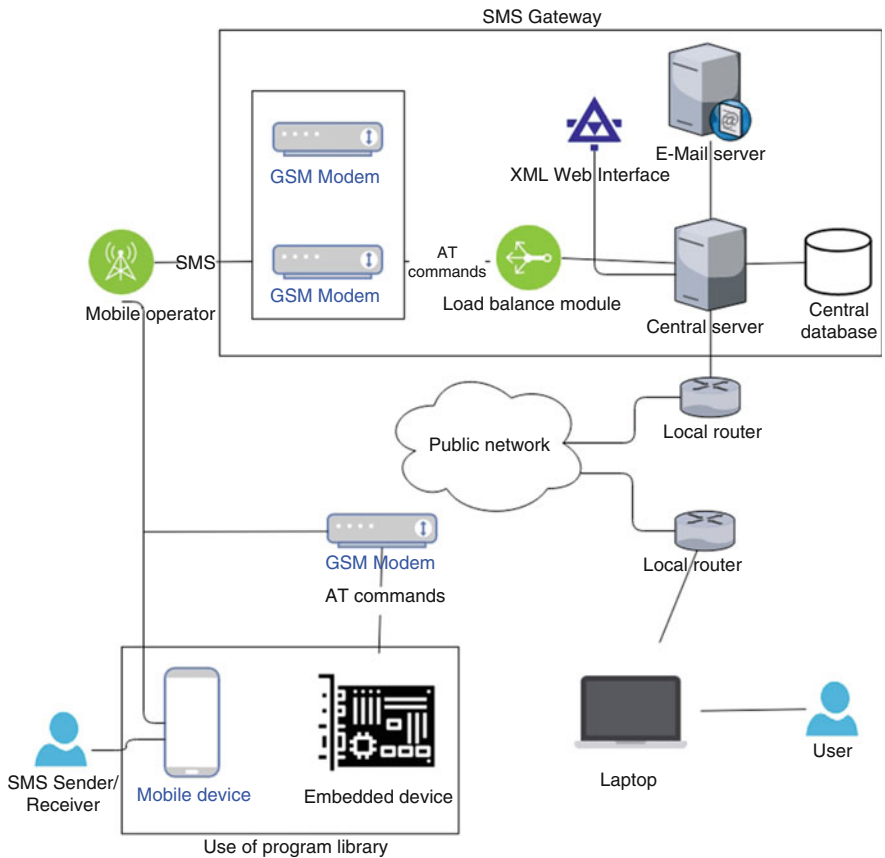 SMS Gateway
GSM Modem
XML Web Interface
E-Mail server
SMS
GSM Modem
AT
commands
Load balance module
Mobile operator
Central server
Central
database
Local router
Public network
GSM Modem
Local router
AT commands
SMS Sender/
Receiver
Mobile device
Embedded device
Laptop
User
Use of program library